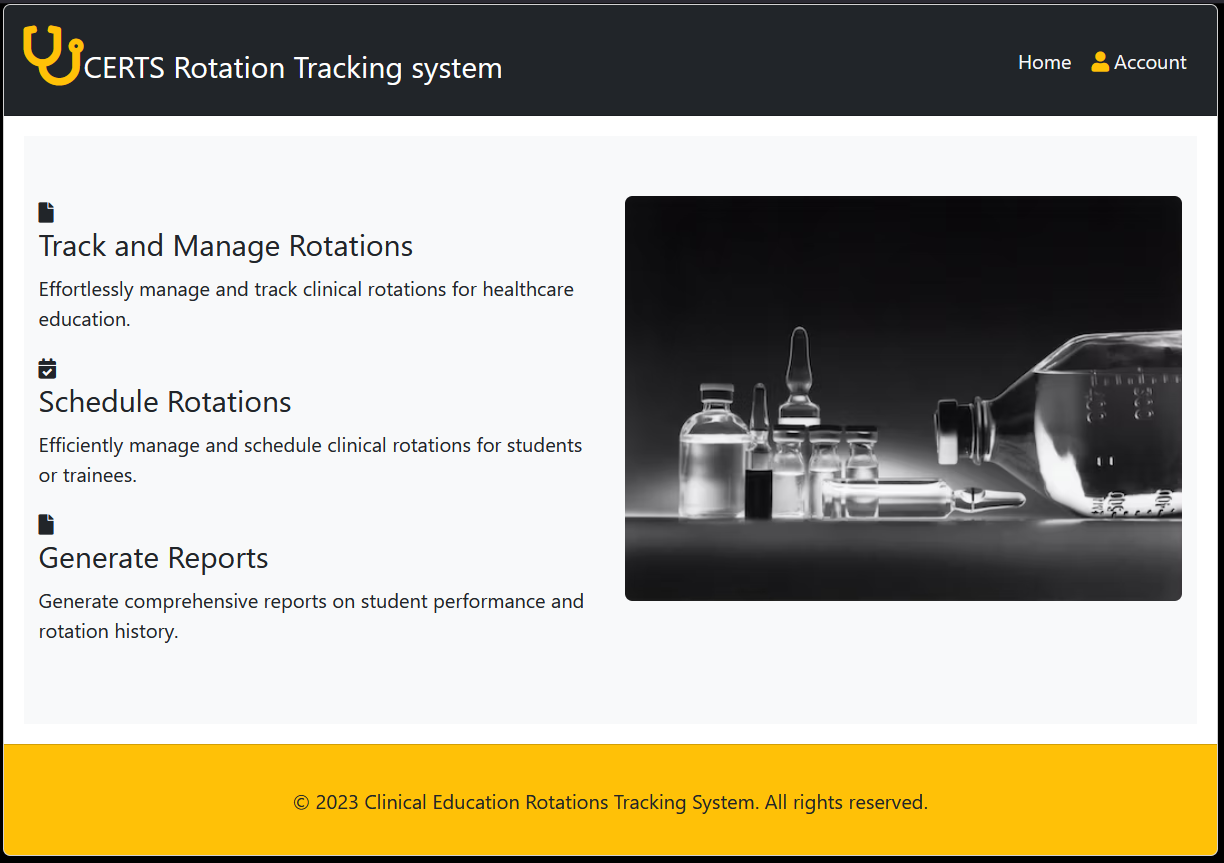 CERTS Rotation Tracking system
Home Account
Track and Manage Rotations
Effortlessly manage and track clinical rotations for healthcare
education.
Schedule Rotations
Efficiently manage and schedule clinical rotations for students
or trainees.
Generate Reports
Generate comprehensive reports on student performance and
rotation history.
© 2023 Clinical Education Rotations Tracking System. All rights reserved.